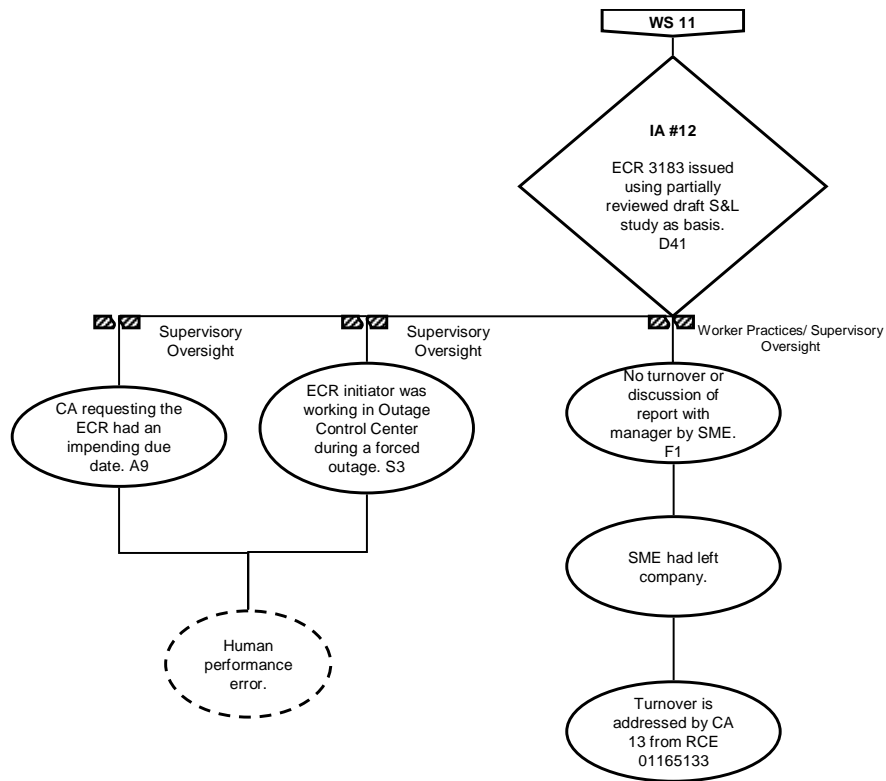 WS 11
IA #12
ECR 3183 issued
using partially
reviewed draft S&L
study as basis.
D41
Supervisory
Oversight
Supervisory
Oversight
Worker Practices/ Supervisory
Oversight
CA requesting the
ECR had an
impending due
date. A9
ECR initiator was
working in Outage
Control Center
during a forced
outage. S3
No turnover or
discussion of
report with
manager by SME.
F1
SME had left
company.
Human
performance
error.
Turnover is
addressed by CA
13 from RCE
01165133